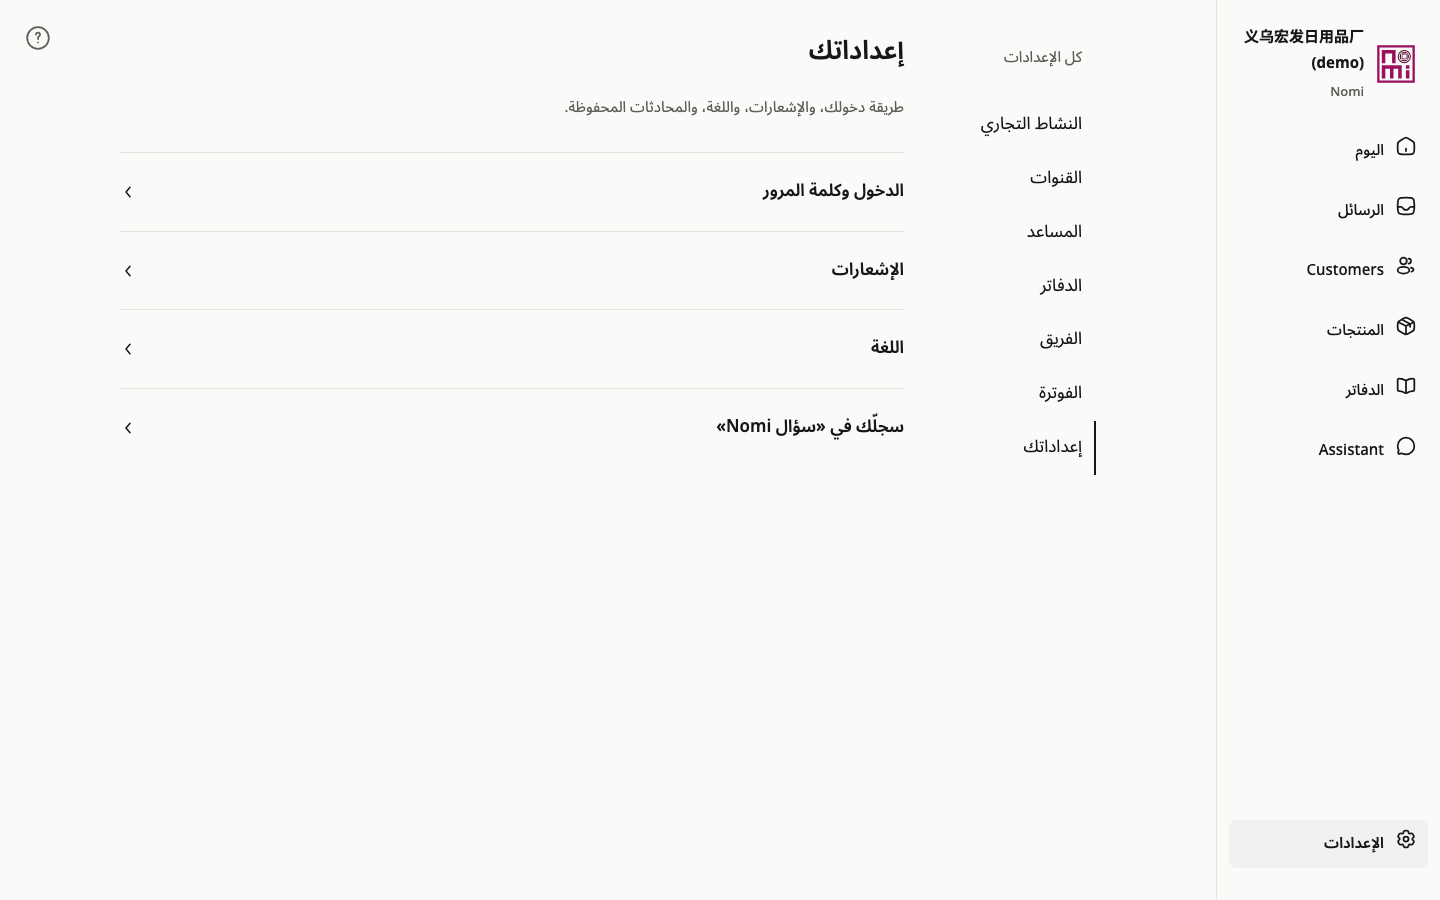 义乌宏发日用品厂
(demo)
Nomi
اليوم
الرسائل
Customers
المنتجات
الدفاتر
Assistant
الإعدادات
كل الإعدادات
النشاط التجاري
القنوات
المساعد
الدفاتر
الفريق
الفوترة
إعداداتك
إعداداتك
طريقة دخولك، والإشعارات، واللغة، والمحادثات المحفوظة.
الدخول وكلمة المرور
الإشعارات
اللغة
سجلّك في «سؤال Nomi»